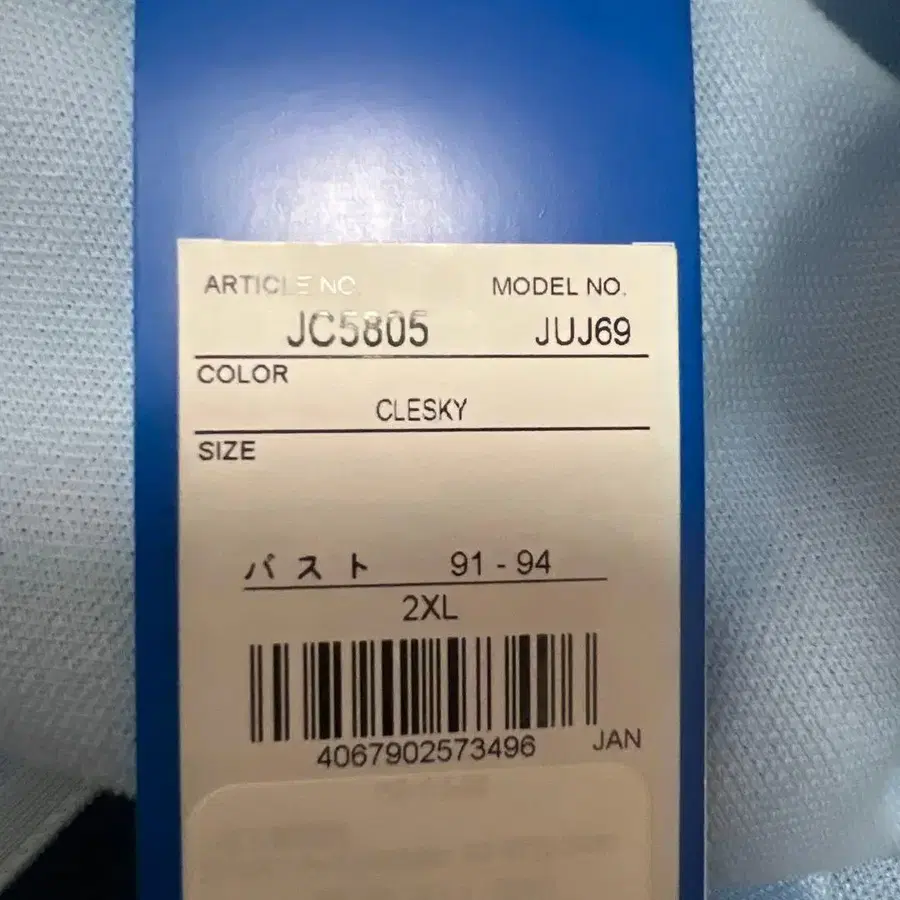 ARTICLE NO. MODEL NO.
JC5805 JUJ69
COLOR
CLESKY
SIZE
バスト 91 - 94
2XL
4067902573496 JAN